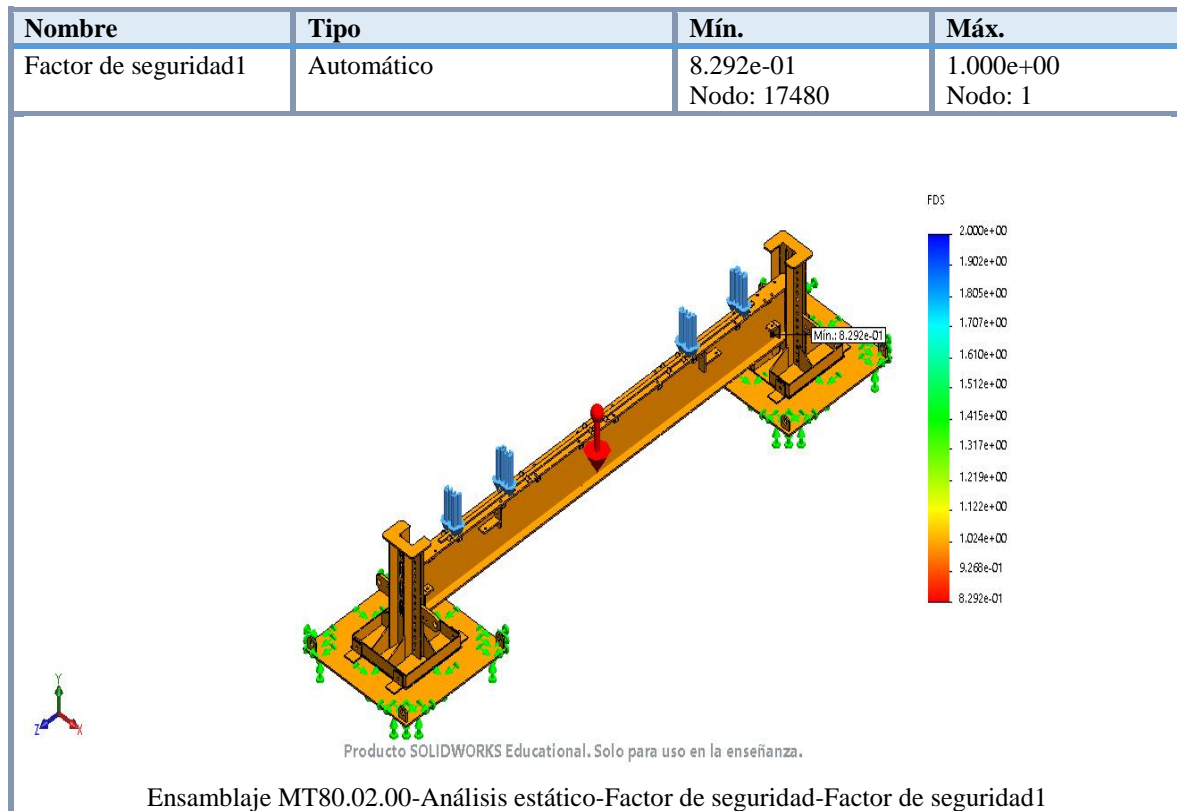 Nombre Tipo Mín. Máx.
Factor de seguridad1 Automático 8.292e-01 1.000e+00
Nodo: 17480 Nodo: 1
FDS
2.000e+00
1.902e+00
1.805e+00
1.707e+00
1.610e+00
1.512e+00
1.415e+00
1.317e+00
1.219e+00
1.122e+00
1.024e+00
9.268e-01
8.292e-01
Mín.: 8.292e-01
Y
Z X
Producto SOLIDWORKS Educational. Solo para uso en la enseñanza.
Ensamblaje MT80.02.00-Análisis estático-Factor de seguridad-Factor de seguridad1